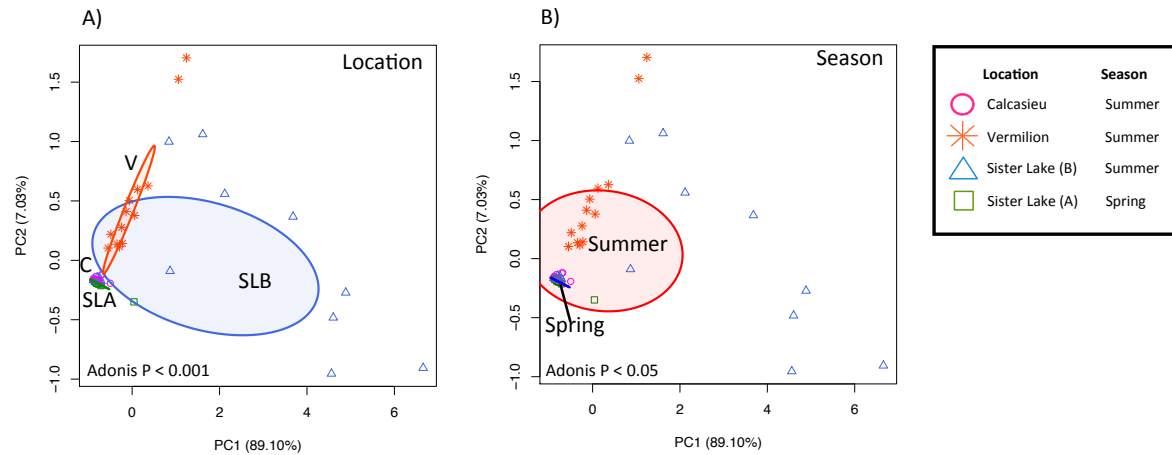 A)
Location
1.5
1.0
0.5
0.0
−0.5
−1.0
PC2 (7.03%)
V
C
SLA
SLB
Adonis P < 0.001
0 2 4 6
PC1 (89.10%)
B)
Season
1.5
1.0
0.5
0.0
−0.5
−1.0
PC2 (7.03%)
Summer
Spring
Adonis P < 0.05
0 2 4 6
PC1 (89.10%)
Location Season
Calcasieu Summer
Vermilion Summer
Sister Lake (B) Summer
Sister Lake (A) Spring